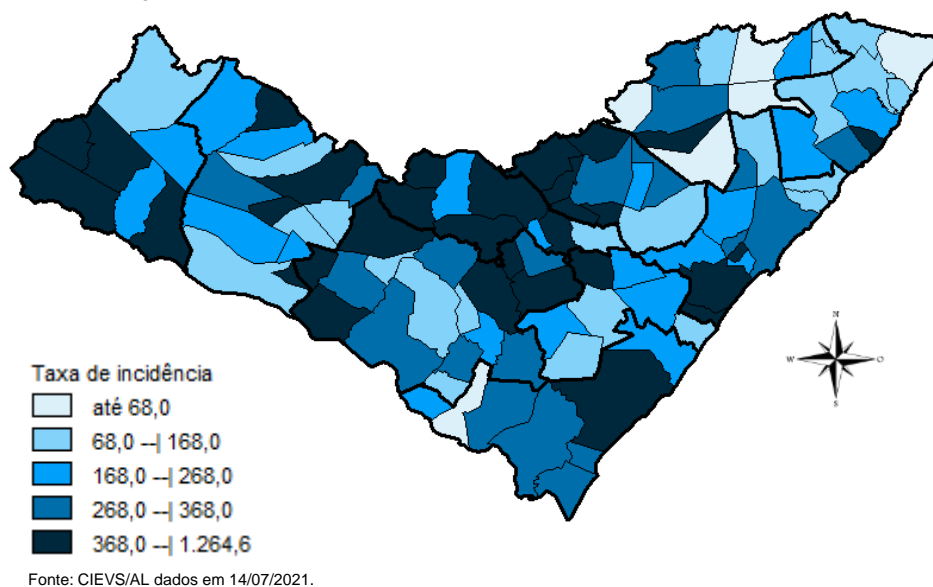 N
W O
S
Taxa de incidência
até 68,0
68,0 --| 168,0
168,0 --| 268,0
268,0 --| 368,0
368,0 --| 1.264,6
Fonte: CIEVS/AL dados em 14/07/2021.